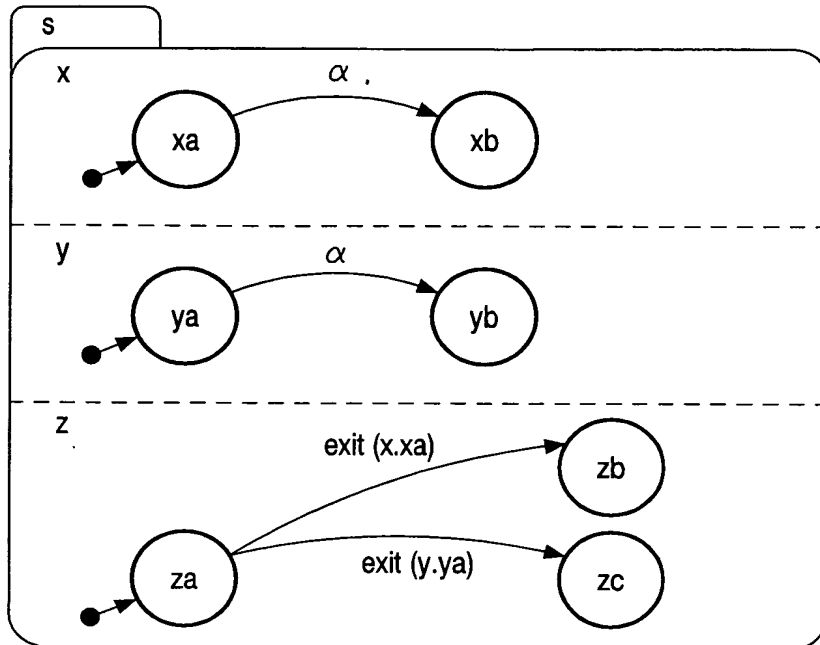 s
x
α .
xa
xb
y
α
ya
yb
z
exit (x.xa)
zb
za
exit (y.ya)
zc